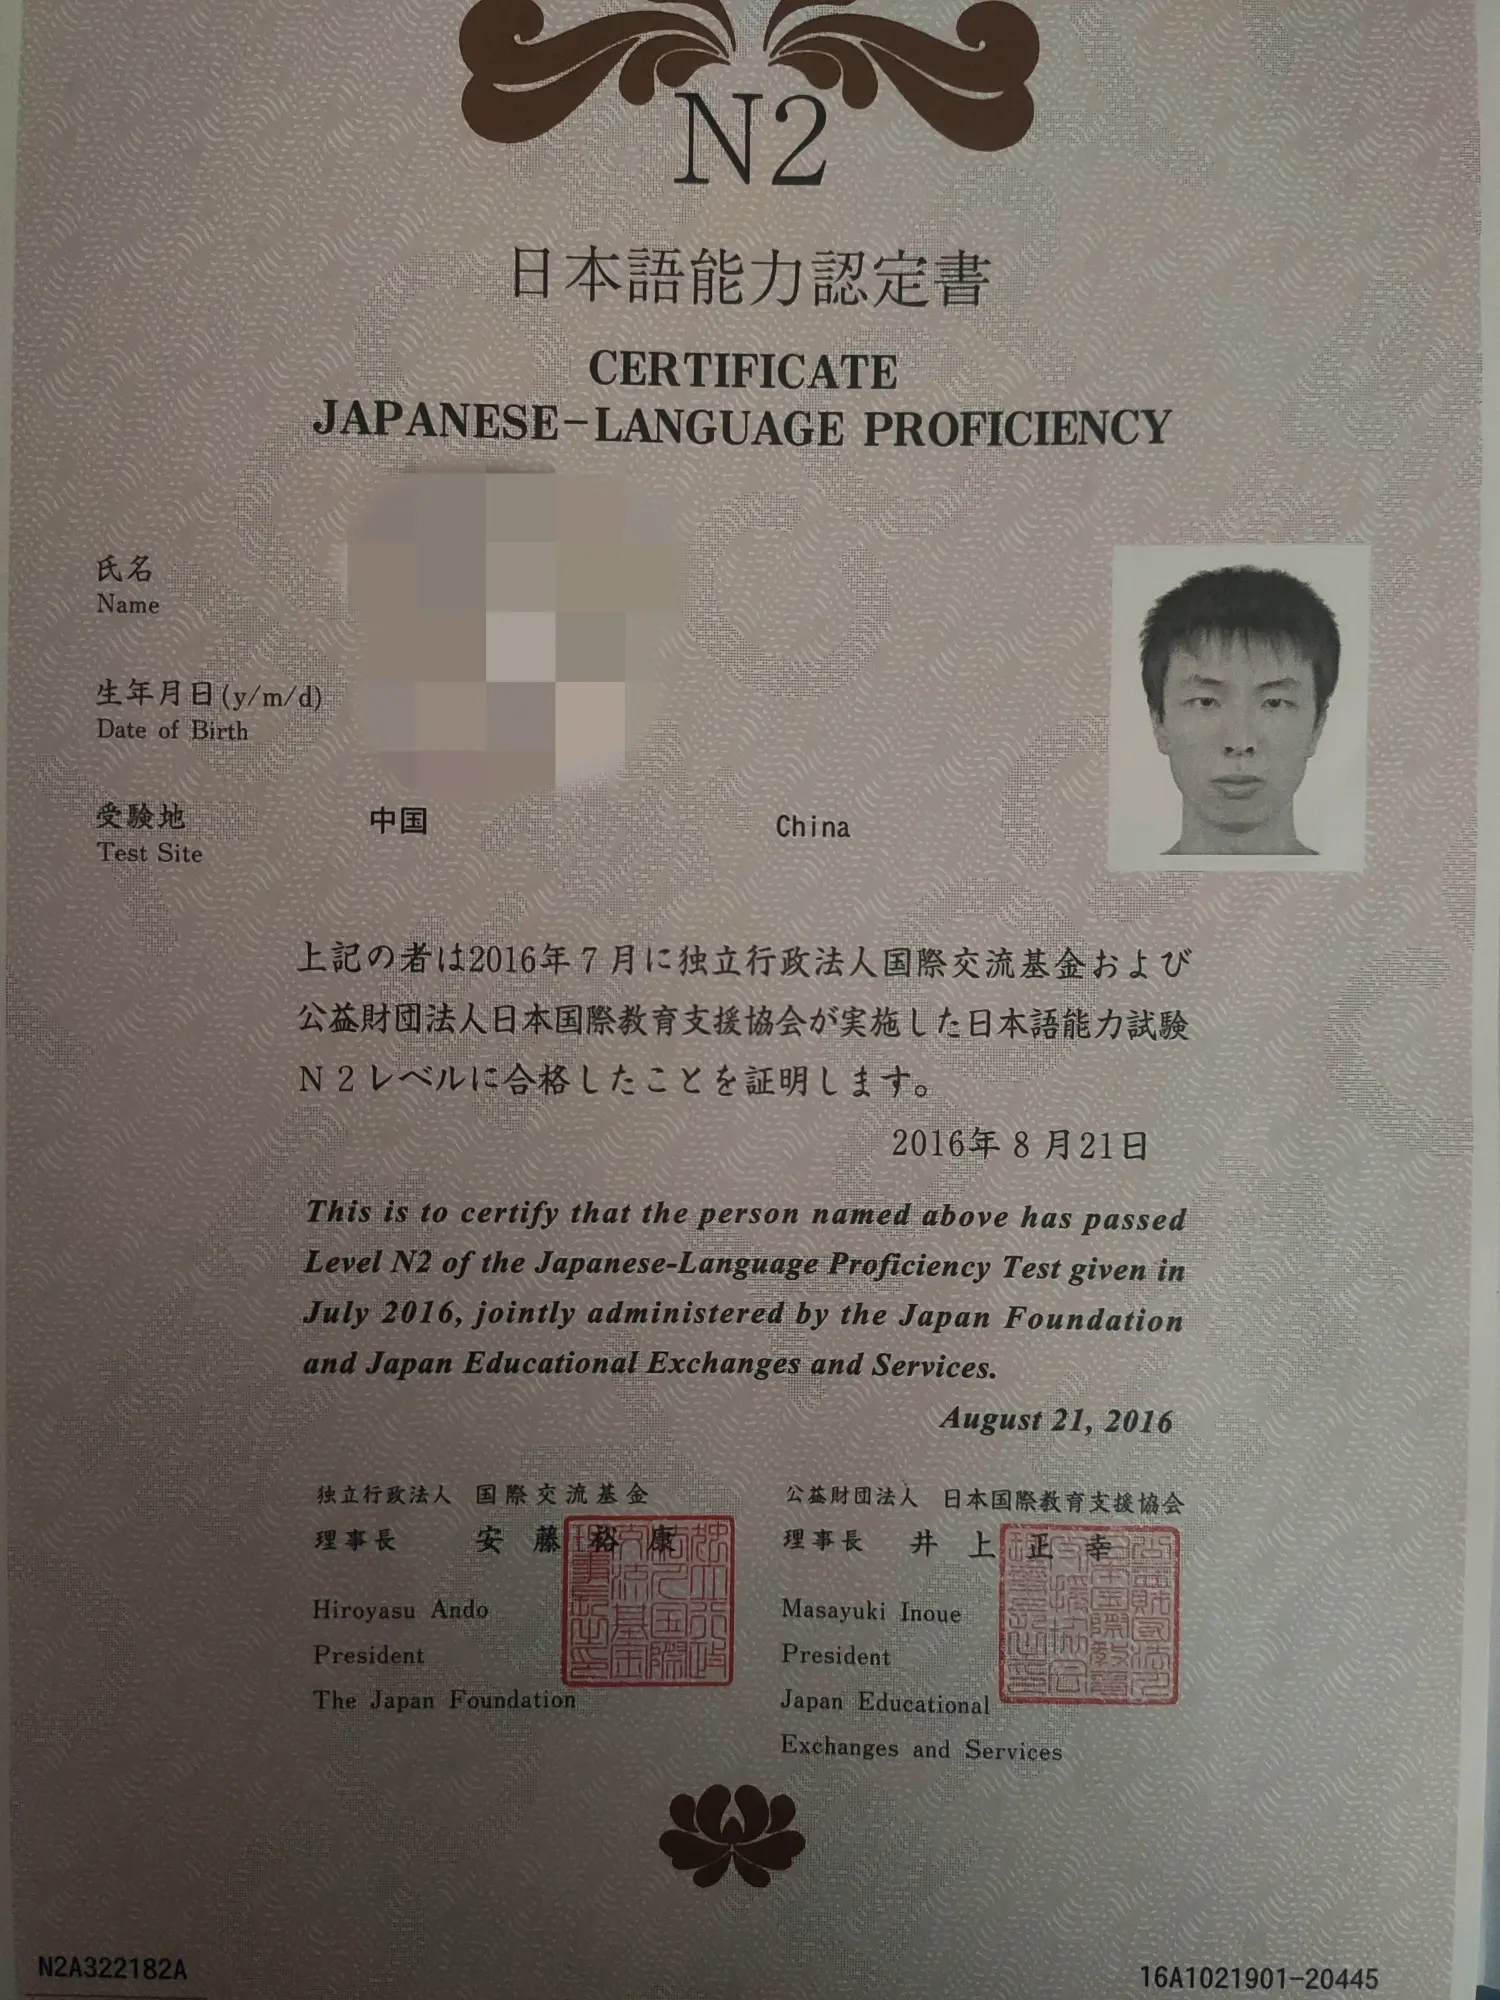 N2
日本語能力認定書
CERTIFICATE
JAPANESE-LANGUAGE PROFICIENCY
氏名
Name
生年月日(y/m/d)
Date of Birth
受験地 中国 China
Test Site
上記の者は2016年7月に独立行政法人国際交流基金および
公益財団法人日本国際教育支援協会が実施した日本語能力試験
N2レベルに合格したことを証明します。
2016年8月21日
This is to certify that the person named above has passed
Level N2 of the Japanese-Language Proficiency Test given in
July 2016, jointly administered by the Japan Foundation
and Japan Educational Exchanges and Services.
August 21, 2016
独立行政法人 国際交流基金
理事長 安藤裕康
Hiroyasu Ando
President
The Japan Foundation
公益財団法人 日本国際教育支援協会
理事長 井上正幸
Masayuki Inoue
President
Japan Educational
Exchanges and Services
N2A322182A
16A1021901-20445